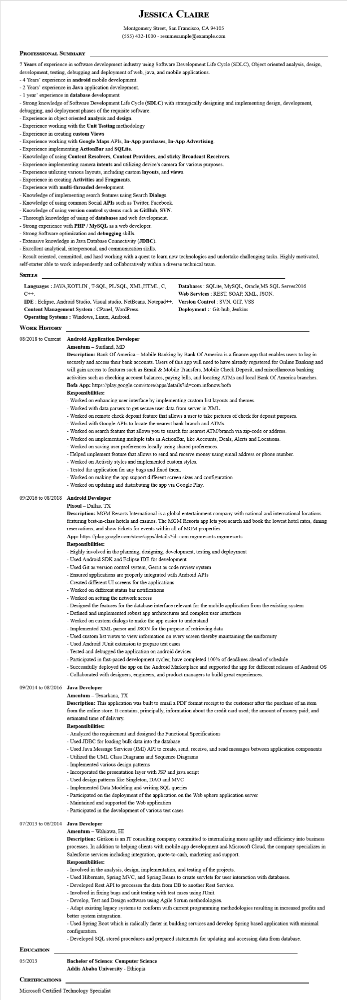 Jessica Claire
Montgomery Street, San Francisco, CA 94105
(555) 432-1000 - resumesample@example.com
Professional Summary
7 Years of experience in software development industry using Software Development Life Cycle (SDLC), Object oriented analysis, design,
development, testing, debugging and deployment of web, java, and mobile applications.
- 4 Years' experience in android mobile development.
- 2 Years' experience in Java application development.
- 1 year' experience in database development
- Strong knowledge of Software Development Life Cycle (SDLC) with strategically designing and implementing design, development,
debugging, and deployment phases of the requisite software.
- Experience in object oriented analysis and design.
- Experience working with the Unit Testing methodology
- Experience in creating custom Views
- Experience working with Google Maps APIs, In-App purchases, In-App Advertising.
- Experience implementing ActionBar and SQLite.
- Knowledge of using Content Resolvers, Content Providers, and sticky Broadcast Receivers.
- Experience implementing camera intents and utilizing device's camera for various purposes.
- Experience utilizing various layouts, including custom layouts, and views.
- Experience in creating Activities and Fragments.
- Experience with multi-threaded development.
- Knowledge of implementing search features using Search Dialogs.
- Knowledge of using common Social APIs such as Twitter, Facebook.
- Knowledge of using version control systems such as GitHub, SVN.
- Thorough knowledge of using of databases and web development.
- Strong experience with PHP / MySQL as a web developer.
- Strong Software optimization and debugging skills.
- Extensive knowledge in Java Database Connectivity (JDBC).
- Excellent analytical, interpersonal, and communication skills.
- Result oriented, committed, and hard working with a quest to learn new technologies and undertake challenging tasks. Highly motivated,
self-starter able to work independently and collaboratively within a diverse technical team.
Skills
Languages : JAVA,KOTLIN , T-SQL, PL/SQL, XML,HTML, C,
C++.
IDE : Eclipse, Android Studio, Visual studio, NetBeans, Notepad++.
Content Management System : CPanel, WordPress.
Operating Systems : Windows, Linux, Android.
Databases : SQLite, MySQL, Oracle,MS SQL Server2016
Web Services : REST, SOAP, XML, JSON.
Version Control : SVN, GIT, VSS
Deployment :: Git-hub, Jenkins
Work History
08/2018 to Current Android Application Developer
Amentum – Suitland, MD
Description: Bank Of America – Mobile Banking by Bank Of America is a finance app that enables users to log in
securely and access their bank accounts. Users of this app will need to have already registered for Online Banking and
will gain access to features such as Email & Mobile Transfers, Mobile Check Deposit, and miscellaneous banking
activities such as checking account balances, paying bills, and locating ATMs and local Bank Of America branches.
Bofa App: https://play.google.com/store/apps/details?id=com.infonow.bofa
Responsibilities:
- Worked on enhancing user interface by implementing custom list layouts and themes.
- Worked with data parsers to get secure user data from server in XML.
- Worked on remote check deposit feature that allows a user to take pictures of check for deposit purposes.
- Worked with Google APIs to locate the nearest bank branch and ATMs.
- Worked on search feature that allows you to search for nearest ATM/branch via zip-code or address.
- Worked on implementing multiple tabs in ActionBar, like Accounts, Deals, Alerts and Locations.
- Worked on saving user preferences locally using shared preferences.
- Helped implement feature that allows to send and receive money using email address or phone number.
- Worked on Activity styles and implemented custom styles.
- Tested the application for any bugs and fixed them.
- Worked on making the app support different screen sizes and configuration.
- Worked on updating and distributing the app via Google Play.
09/2016 to 08/2018 Android Developer
Pixoul – Dallas, TX
Description: MGM Resorts International is a global entertainment company with national and international locations.
featuring best-in-class hotels and casinos. The MGM Resorts app lets you search and book the lowest hotel rates, dining
reservations, and show tickets for events within all of MGM properties.
App: https://play.google.com/store/apps/details?id=com.mgmresorts.mgmresorts
Responsibilities:
- Highly involved in the planning, designing, development, testing and deployment
- Used Android SDK and Eclipse IDE for development
- Used Git as version control system, Gerrit as code review system
- Ensured applications are properly integrated with Android APIs
- Created different UI screens for the applications
- Worked on different status bar notifications
- Worked on setting the network access
- Designed the features for the database interface relevant for the mobile application from the existing system
- Defined and implemented robust app architectures and complex user interfaces
- Worked on custom dialogs to make the app easier to understand
- Implemented XML parser and JSON for the purpose of retrieving data
- Used custom list views to view information on every screen thereby maintaining the uniformity
- Used Android JUnit extension to prepare test cases
- Tested and debugged the application on android devices
- Participated in fast-paced development cycles; have completed 100% of deadlines ahead of schedule
- Successfully deployed the app on the Android Marketplace and supported the app for different releases of Android OS
- Collaborated with designers, engineers, and product managers to build great experiences.
09/2014 to 08/2016 Java Developer
Amentum – Texarkana, TX
Description: This application was built to email a PDF format receipt to the customer after the purchase of an item
from the online store. It contains, principally, information about the credit card used; the amount of money paid; and
estimated time of delivery.
Responsibilities:
- Analyzed the requirement and designed the Functional Specifications
- Used JDBC for loading bulk data into the database
- Used Java Message Services (JMI) API to create, send, receive, and read messages between application components
- Utilized the UML Class Diagrams and Sequence Diagrams
- Implemented various design patterns
- Incorporated the presentation layer with JSP and java script
- Used design patterns like Singleton, DAO and MVC
- Implemented Data Modeling and writing SQL queries
- Participated on the deployment of the application on the Web sphere application server
- Maintained and supported the Web application
- Participated in the development of various test cases
07/2013 to 06/2014 Java Developer
Amentum – Wahiawa, HI
Description: Girikon is an IT consulting company committed to internalizing more agility and efficiency into business
processes. In addition to helping clients with mobile app development and Microsoft Cloud, the company specializes in
Salesforce services including integration, quote-to-cash, marketing and support.
Responsibilities:
- Involved in the analysis, design, implementation, and testing of the projects.
- Used Hibernate, Spring MVC, and Spring Beans to create servlets for user interaction with databases.
- Developed Rest API to processes the data from DB to another Rest Service.
- Involved in fixing bugs and unit testing with test cases using JUnit.
- Develop, Test and Design software using Agile Scrum methodologies.
- Adapt existing legacy systems to conform with current programming methodologies resulting in increased profits and
better system integration.
- Used Spring Boot which is radically faster in building services and develop Spring based application with minimal
configuration.
- Developed SQL stored procedures and prepared statements for updating and accessing data from database.
Education
05/2013 Bachelor of Science: Computer Science
Addis Ababa University - Ethiopia
Certifications
Microsoft Certified Technology Specialist